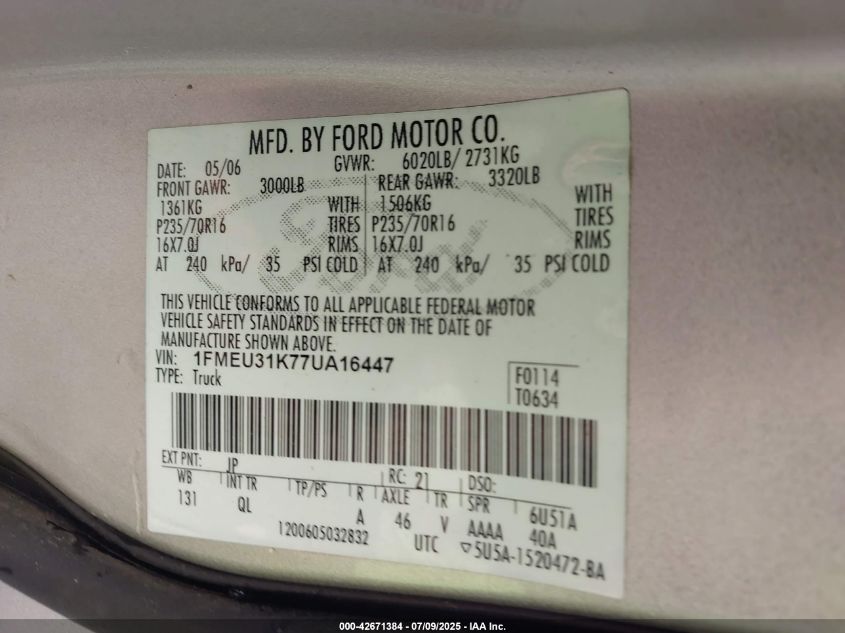 MFD. BY FORD MOTOR CO.
DATE: 05/06 GVWR: 6020LB/ 2731KG
FRONT GAWR: 3000LB REAR GAWR: 3320LB
1361KG WITH 1506KG WITH
P235/70R16 TIRES P235/70R16 TIRES
16X7.0J RIMS 16X7.0J RIMS
AT 240 kPa/ 35 PSI COLD AT 240 kPa/ 35 PSI COLD
THIS VEHICLE CONFORMS TO ALL APPLICABLE FEDERAL MOTOR
VEHICLE SAFETY STANDARDS IN EFFECT ON THE DATE OF
MANUFACTURE SHOWN ABOVE.
VIN: 1FMEU31K77UA16447 F0114
TYPE: Truck T0634
EXT PNT: JP RC: 21 DSO:
WB INT TR TP/PS R AXLE TR SPR 6U51A
131 QL A 46 V AAAA 40A
1200605032832 UTC ▽5U5A-1520472-BA
000-42671384 | 07/09/2025 - IAA Inc.